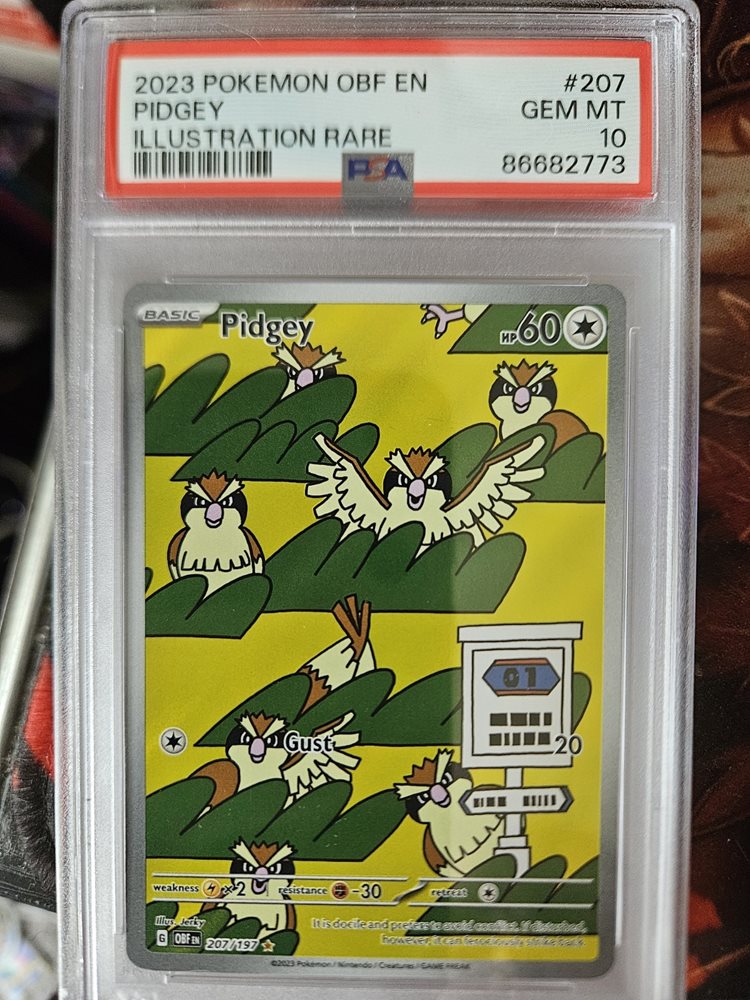 2023 POKEMON OBF EN #207
PIDGEY GEM MT
ILLUSTRATION RARE 10
PSA 86682773
BASIC Pidgey HP60
01
Gust 20
weakness ×2 resistance -30 retreat
Illus. Jerky
It is docile and prefers to avoid conflict. If disturbed,
however, it can ferociously strike back.
G OBF EN 207/197
©2023 Pokémon / Nintendo / Creatures / GAME FREAK